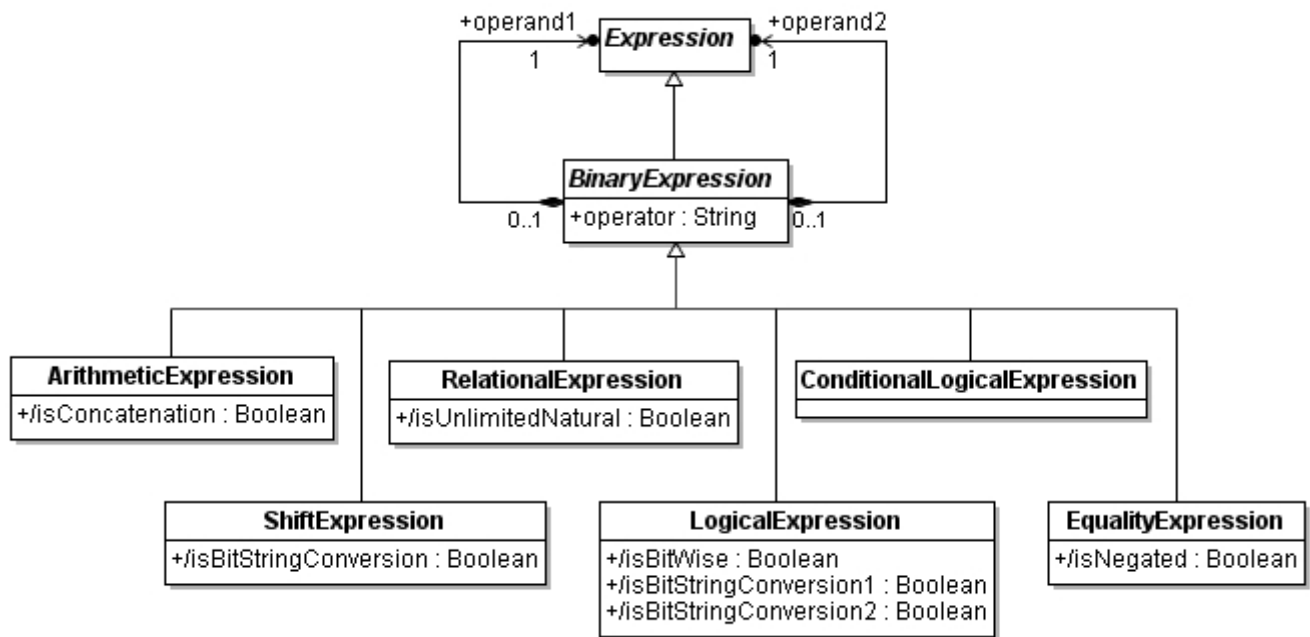 +operand1
Expression
+operand2
1
1
BinaryExpression
0..1
+operator : String
0..1
ArithmeticExpression
+/isConcatenation : Boolean
RelationalExpression
+/isUnlimitedNatural : Boolean
ConditionalLogicalExpression
ShiftExpression
+/isBitStringConversion : Boolean
LogicalExpression
+/isBitWise : Boolean
+/isBitStringConversion1 : Boolean
+/isBitStringConversion2 : Boolean
EqualityExpression
+/isNegated : Boolean